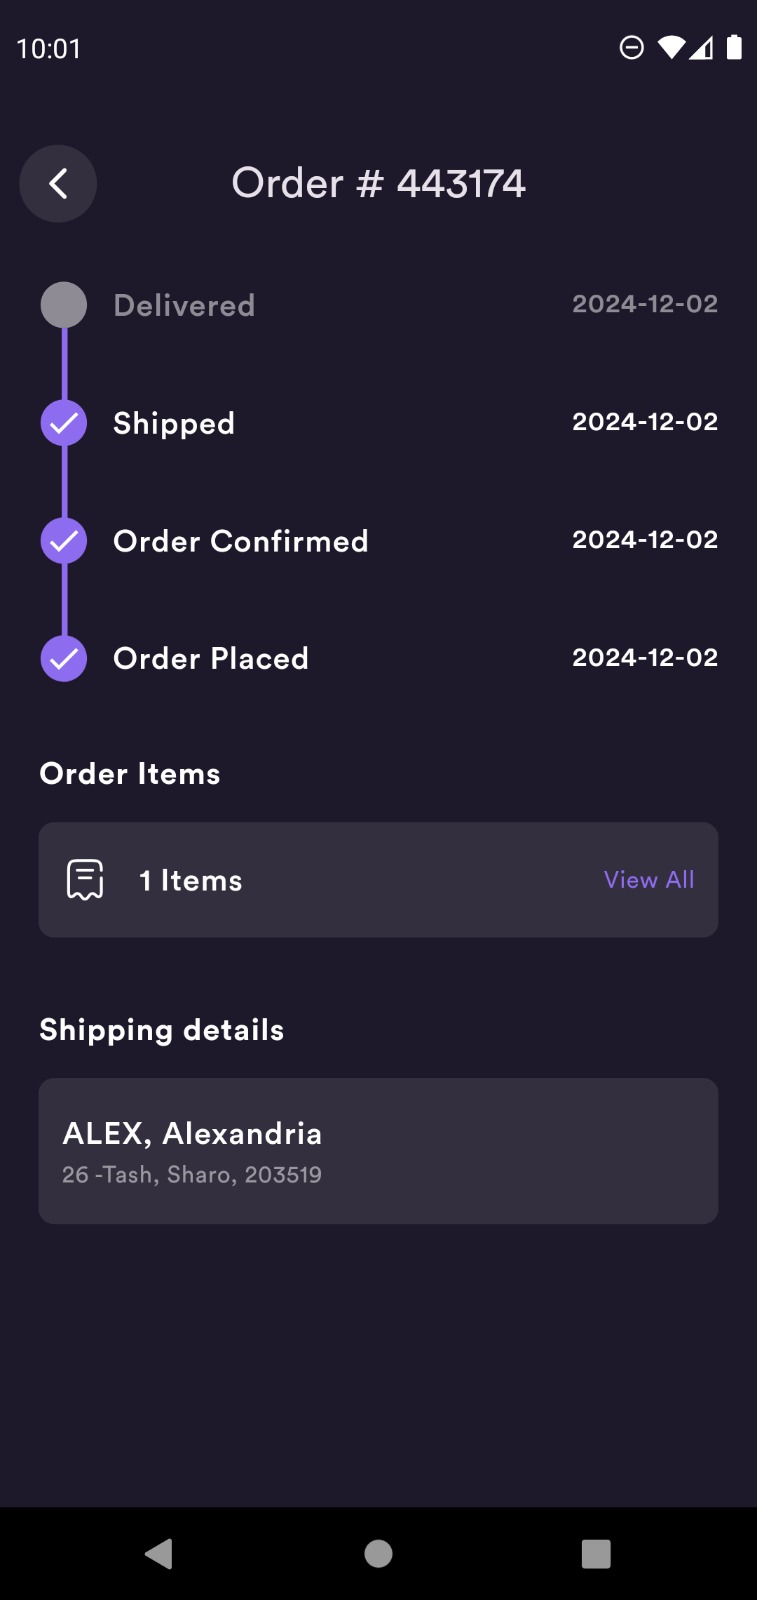 10:01
Order # 443174
Delivered 2024-12-02
Shipped 2024-12-02
Order Confirmed 2024-12-02
Order Placed 2024-12-02
Order Items
1 Items View All
Shipping details
ALEX, Alexandria
26 -Tash, Sharo, 203519